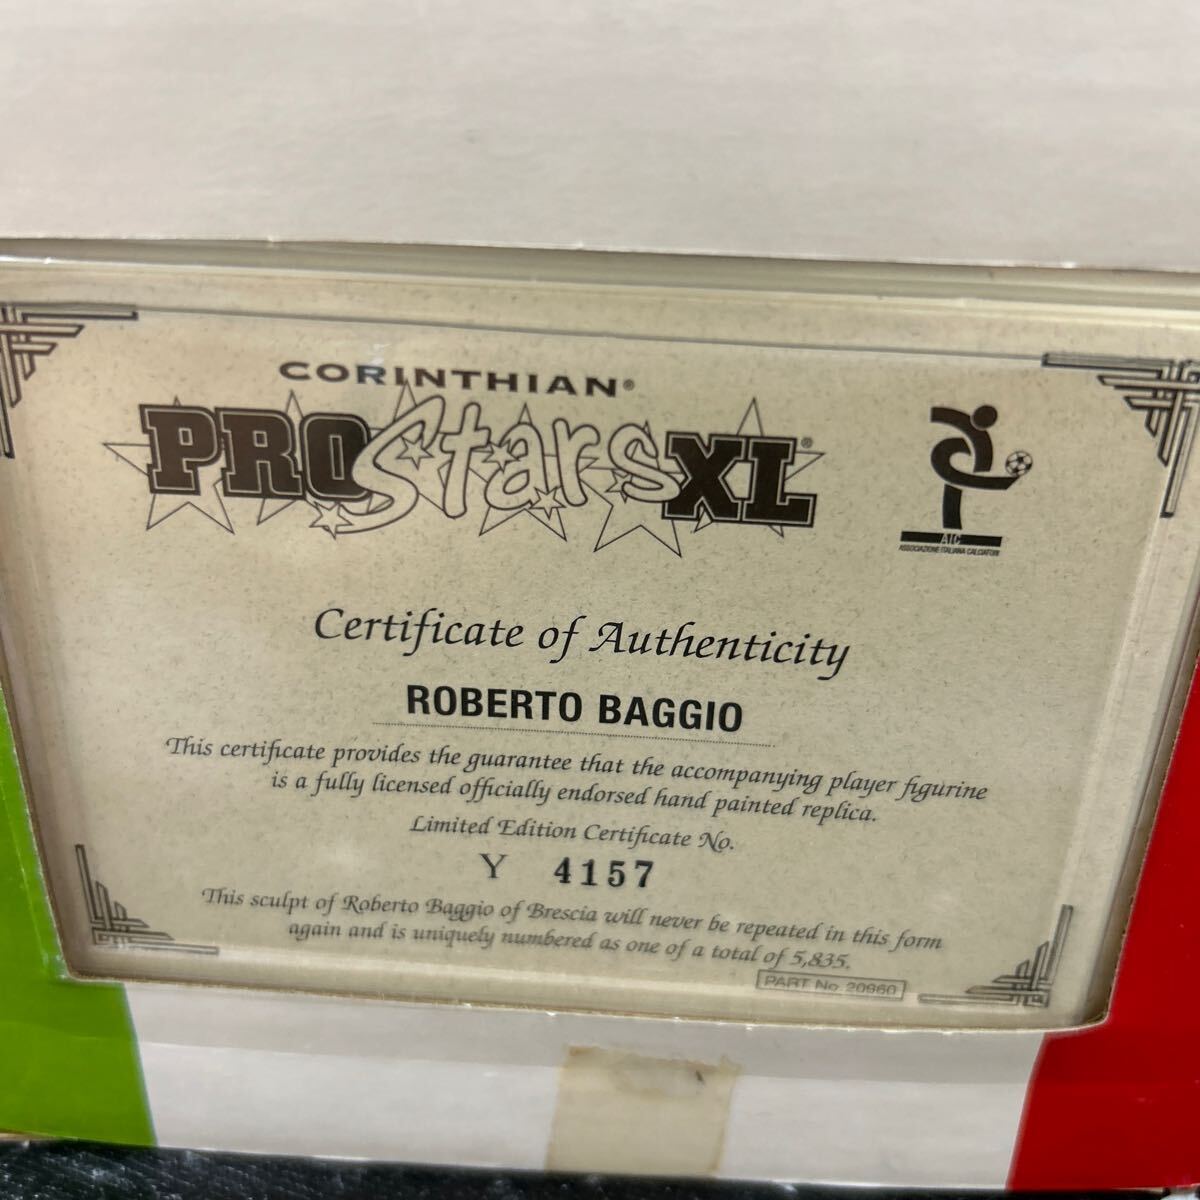 CORINTHIAN®
PROStarsXL®
AIC
ASSOCIAZIONE ITALIANA CALCIATORI
Certificate of Authenticity
ROBERTO BAGGIO
This certificate provides the guarantee that the accompanying player figurine
is a fully licensed officially endorsed hand painted replica.
Limited Edition Certificate No.
Y 4157
This sculpt of Roberto Baggio of Brescia will never be repeated in this form
again and is uniquely numbered as one of a total of 5,835.
PART No. 20960